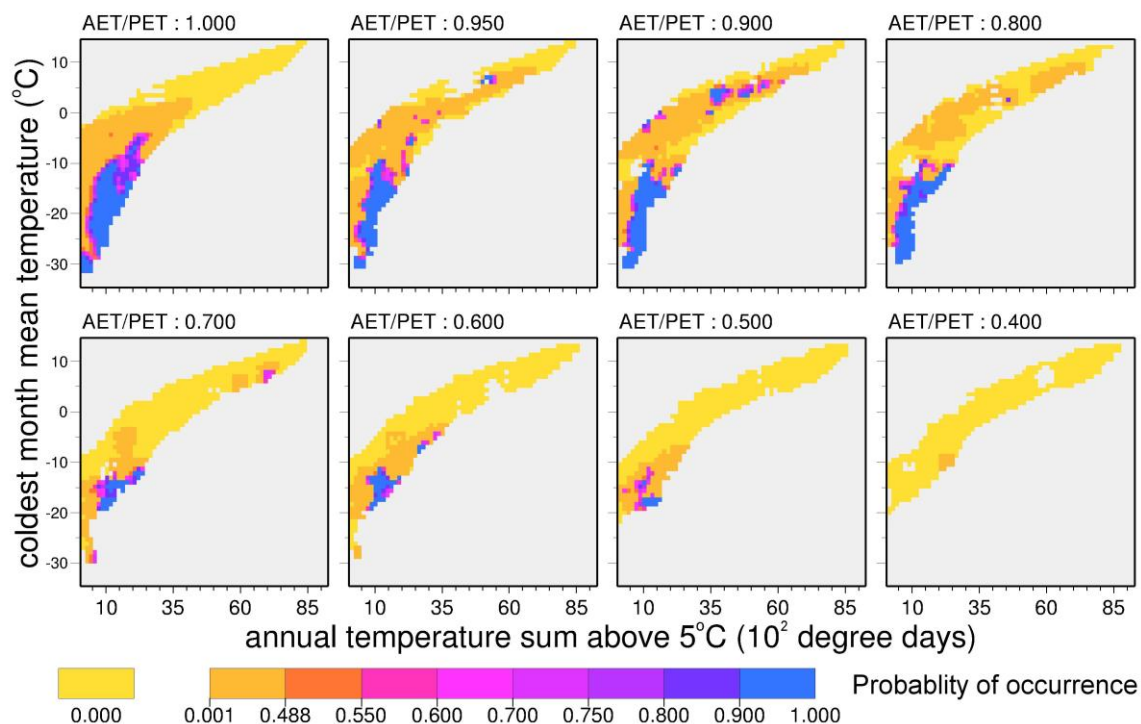 AET/PET : 1.000
AET/PET : 0.950
AET/PET : 0.900
AET/PET : 0.800
10
0
-10
-20
-30
AET/PET : 0.700
AET/PET : 0.600
AET/PET : 0.500
AET/PET : 0.400
10
0
-10
-20
-30
coldest month mean temperature (°C)
10 35 60 85 10 35 60 85 10 35 60 85 10 35 60 85
annual temperature sum above 5°C (10² degree days)
Probablity of occurrence
0.000 0.001 0.488 0.550 0.600 0.700 0.750 0.800 0.900 1.000